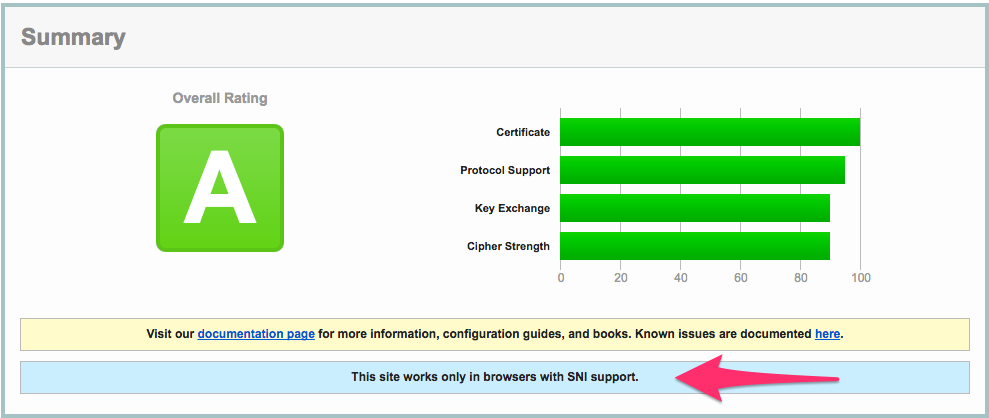 Summary
Overall Rating
A
Certificate
Protocol Support
Key Exchange
Cipher Strength
0 20 40 60 80 100
Visit our documentation page for more information, configuration guides, and books. Known issues are documented here.
This site works only in browsers with SNI support.